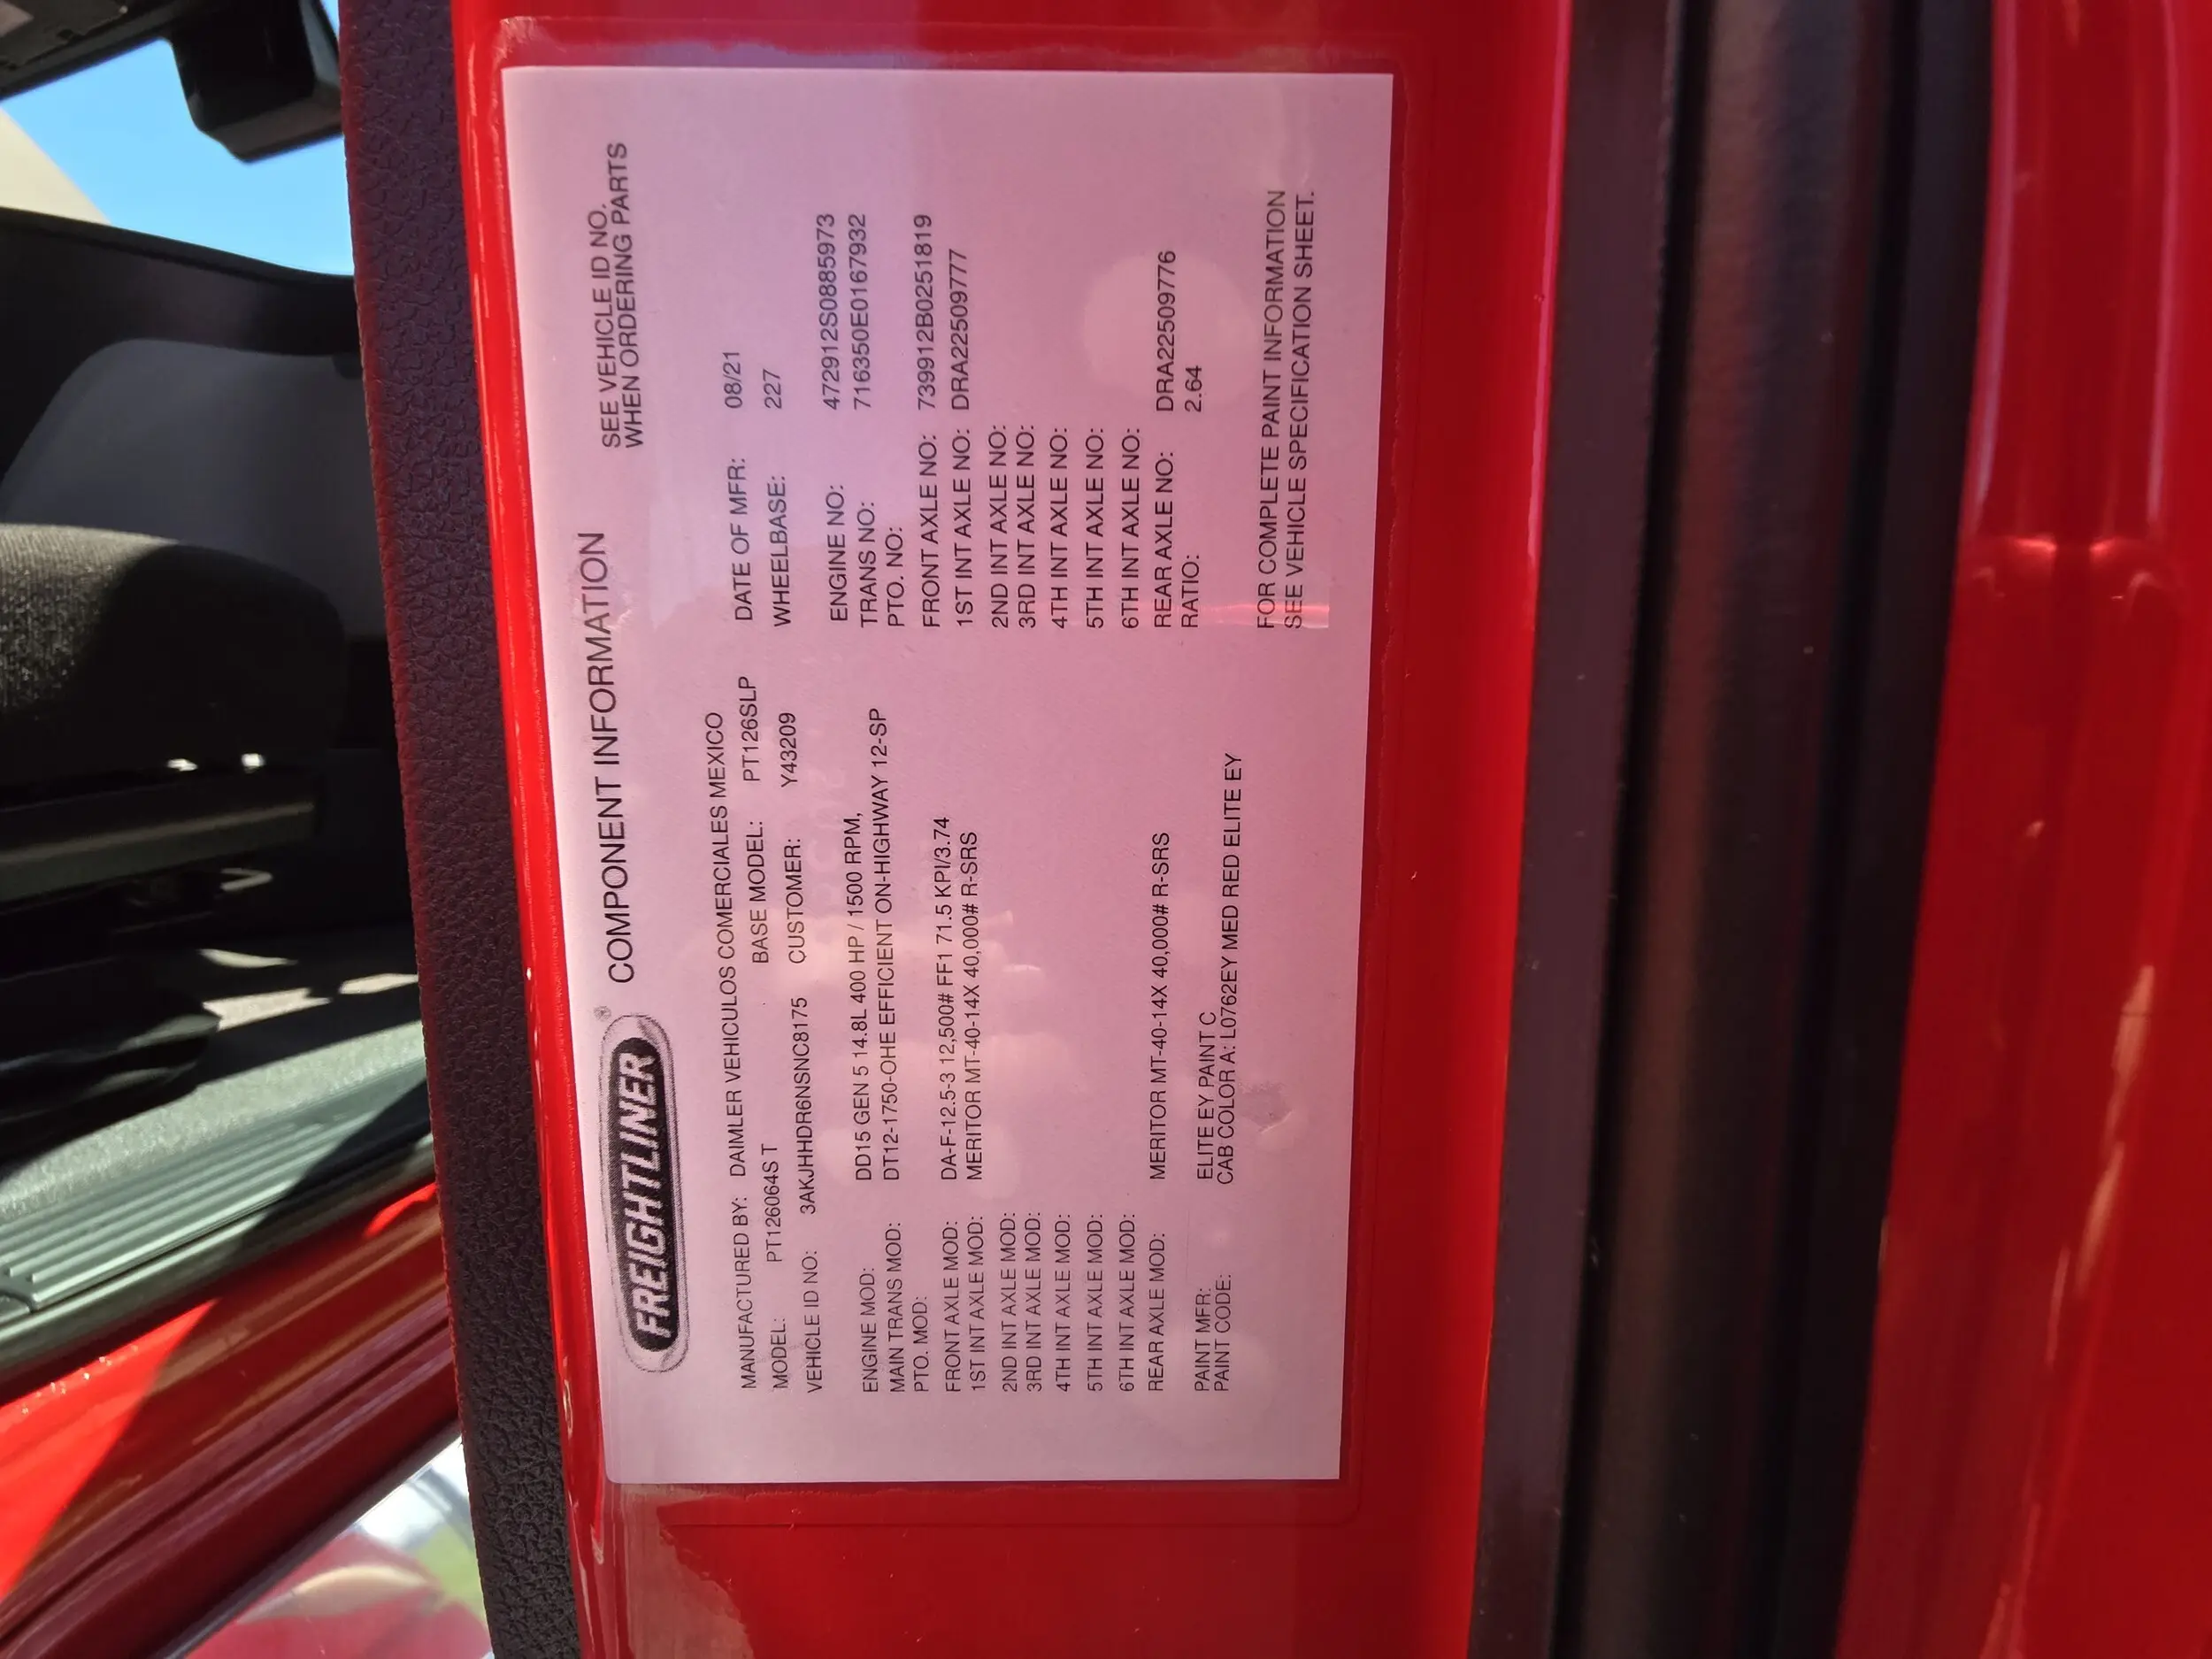 FREIGHTLINER® COMPONENT INFORMATION
SEE VEHICLE ID NO.
WHEN ORDERING PARTS
MANUFACTURED BY: DAIMLER VEHICULOS COMERCIALES MEXICO
MODEL: PT126064S T BASE MODEL: PT126SLP DATE OF MFR: 08/21
VEHICLE ID NO: 3AKJHHDR6NSNC8175 CUSTOMER: Y43209 WHEELBASE: 227
ENGINE MOD: DD15 GEN 5 14.8L 400 HP / 1500 RPM, ENGINE NO: 472912S0885973
MAIN TRANS MOD: DT12-1750-OHE EFFICIENT ON-HIGHWAY 12-SP TRANS NO: 716350E0167932
PTO. MOD: PTO. NO:
FRONT AXLE MOD: DA-F-12.5-3 12,500# FF1 71.5 KPI/3.74 FRONT AXLE NO: 739912B0251819
1ST INT AXLE MOD: MERITOR MT-40-14X 40,000# R-SRS 1ST INT AXLE NO: DRA22509777
2ND INT AXLE MOD: 2ND INT AXLE NO:
3RD INT AXLE MOD: 3RD INT AXLE NO:
4TH INT AXLE MOD: 4TH INT AXLE NO:
5TH INT AXLE MOD: 5TH INT AXLE NO:
6TH INT AXLE MOD: 6TH INT AXLE NO:
REAR AXLE MOD: MERITOR MT-40-14X 40,000# R-SRS REAR AXLE NO: DRA22509776
RATIO: 2.64
PAINT MFR: ELITE EY PAINT C
PAINT CODE: CAB COLOR A: L0762EY MED RED ELITE EY
FOR COMPLETE PAINT INFORMATION
SEE VEHICLE SPECIFICATION SHEET.